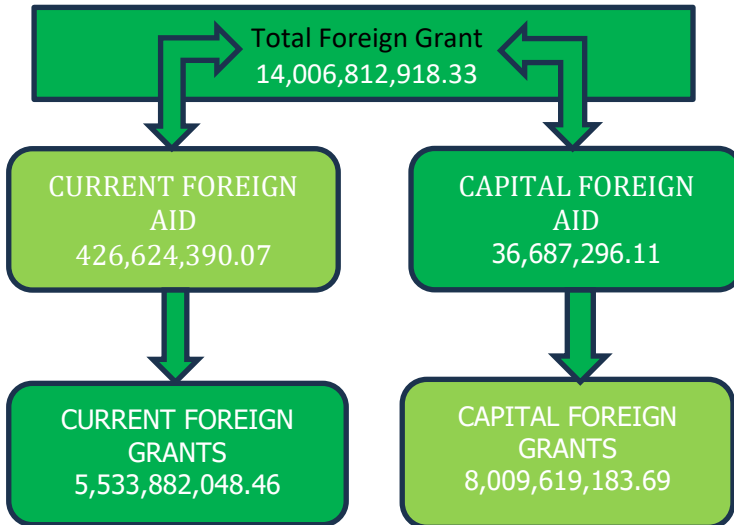 Total Foreign Grant
14,006,812,918.33
CURRENT FOREIGN
AID
426,624,390.07
CAPITAL FOREIGN
AID
36,687,296.11
CURRENT FOREIGN
GRANTS
5,533,882,048.46
CAPITAL FOREIGN
GRANTS
8,009,619,183.69